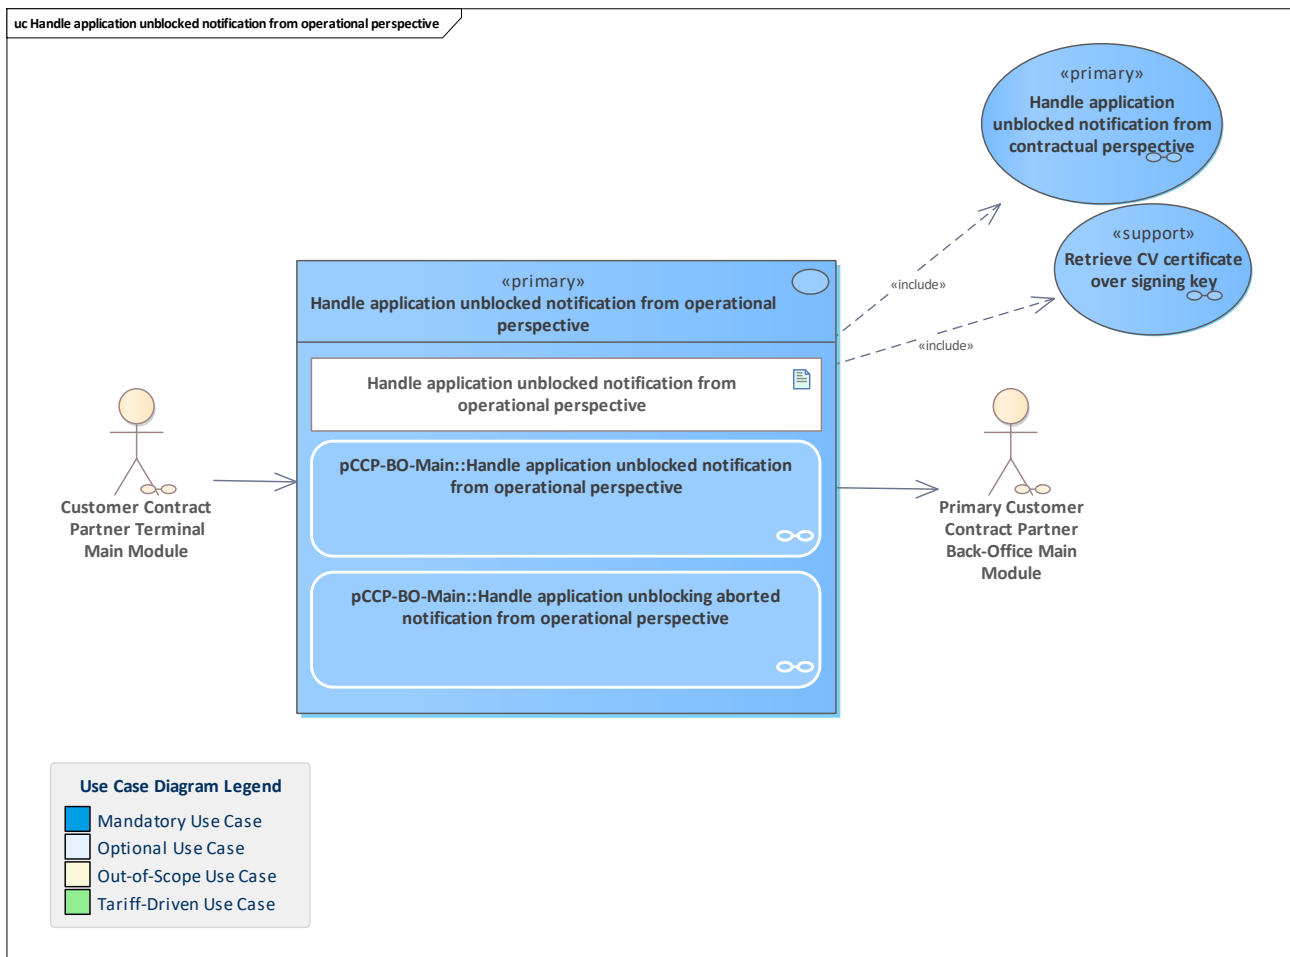 uc Handle application unblocked notification from operational perspective
«primary»
Handle application
unblocked notification from
contractual perspective
«support»
Retrieve CV certificate
over signing key
«include»
«include»
«primary»
Handle application unblocked notification from operational
perspective
Handle application unblocked notification from
operational perspective
pCCP-BO-Main::Handle application unblocked notification
from operational perspective
pCCP-BO-Main::Handle application unblocking aborted
notification from operational perspective
Customer Contract
Partner Terminal
Main Module
Primary Customer
Contract Partner
Back-Office Main
Module
Use Case Diagram Legend
Mandatory Use Case
Optional Use Case
Out-of-Scope Use Case
Tariff-Driven Use Case